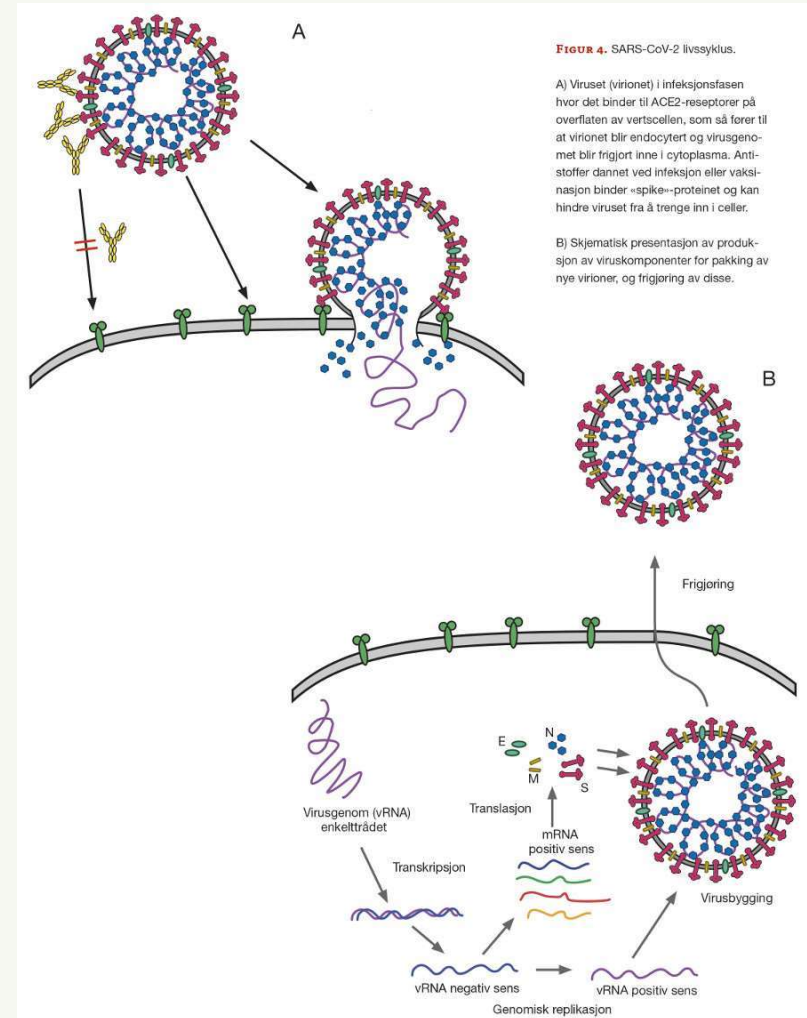 A
FIGUR 4. SARS-CoV-2 livssyklus.
A) Viruset (virionet) i infeksjonsfasen
hvor det binder til ACE2-reseptorer på
overflaten av vertscellen, som så fører til
at virionet blir endocytert og virusgeno-
met blir frigjort inne i cytoplasma. Anti-
stoffer dannet ved infeksjon eller vaksi-
nasjon binder «spike»-proteinet og kan
hindre viruset fra å trenge inn i celler.
B) Skjematisk presentasjon av produk-
sjon av viruskomponenter for pakking av
nye virioner, og frigjøring av disse.
B
Frigjøring
E
N
M
S
Virusgenom (vRNA)
enkelttrådet
Translasjon
mRNA
positiv sens
Transkripsjon
Virusbygging
vRNA negativ sens
vRNA positiv sens
Genomisk replikasjon